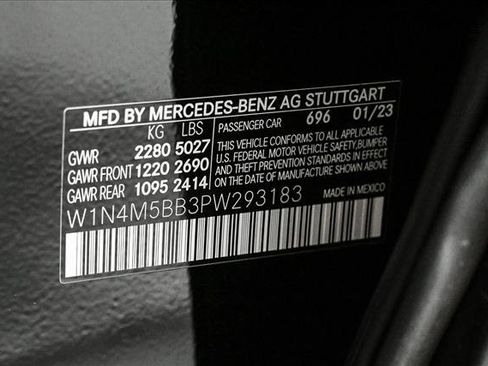 MFD BY MERCEDES-BENZ AG STUTTGART
KG LBS PASSENGER CAR 696 01/23
GVWR 2280 5027
GAWR FRONT 1220 2690
GAWR REAR 1095 2414
THIS VEHICLE CONFORMS TO ALL APPLICABLE
U.S. FEDERAL MOTOR VEHICLE SAFETY,BUMPER
AND THEFT PREVENTION STANDARDS IN EFFECT
ON THE DATE OF MANUFACTURE SHOWN ABOVE.
MADE IN MEXICO
W1N4M5BB3PW293183